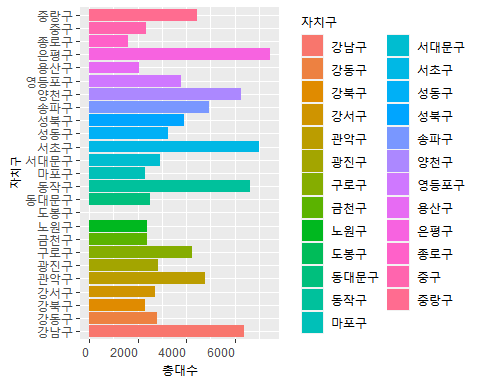 중랑구
중구
종로구
은평구
용산구
영등포구
양천구
송파구
성북구
성동구
서초구
서대문구
마포구
동작구
동대문구
도봉구
노원구
금천구
구로구
광진구
관악구
강서구
강북구
강동구
강남구
자치구
0 2000 4000 6000
총대수
자치구
강남구
강동구
강북구
강서구
관악구
광진구
구로구
금천구
노원구
도봉구
동대문구
동작구
마포구
서대문구
서초구
성동구
성북구
송파구
양천구
영등포구
용산구
은평구
종로구
중구
중랑구